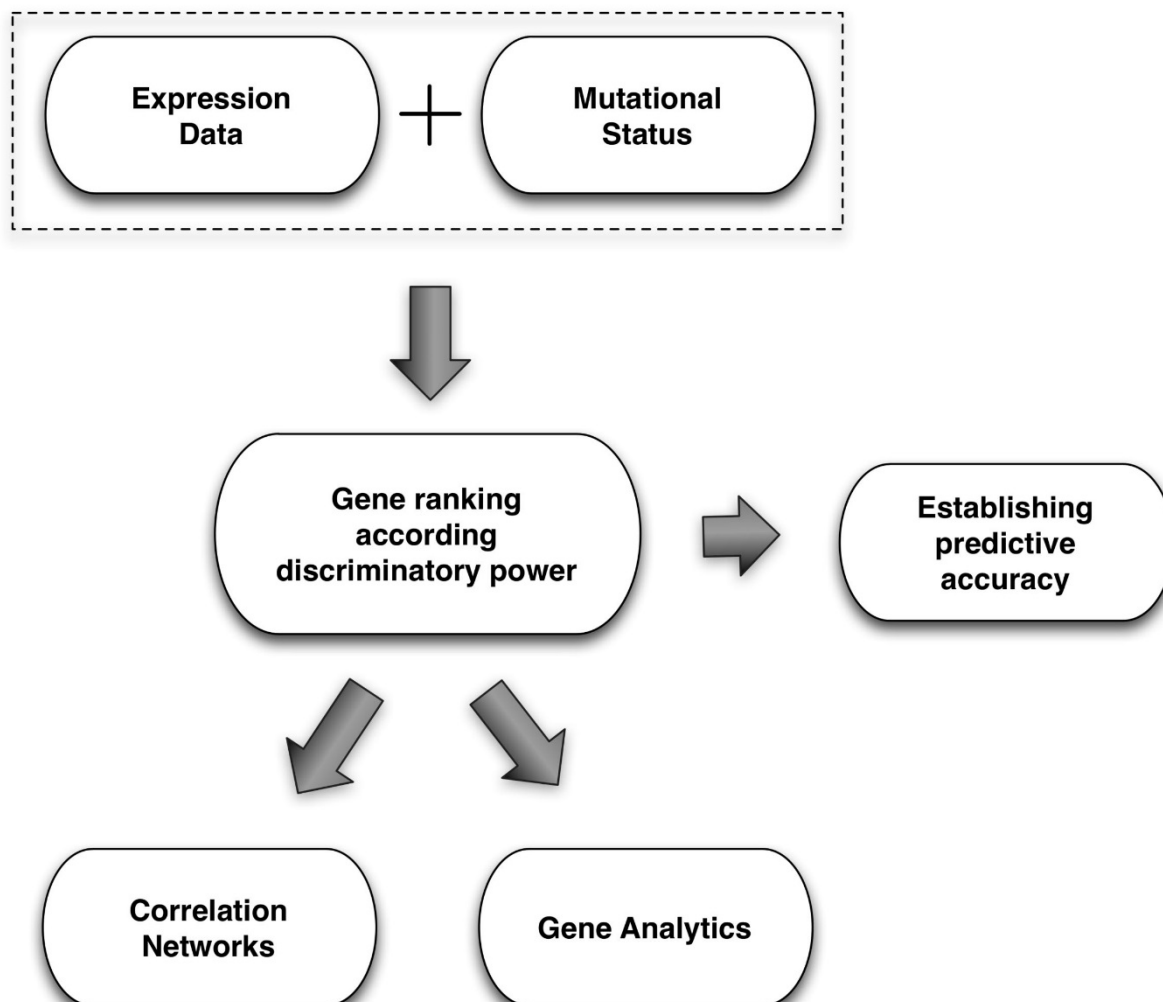 Expression
Data
Mutational
Status
Gene ranking
according
discriminatory power
Establishing
predictive
accuracy
Correlation
Networks
Gene Analytics